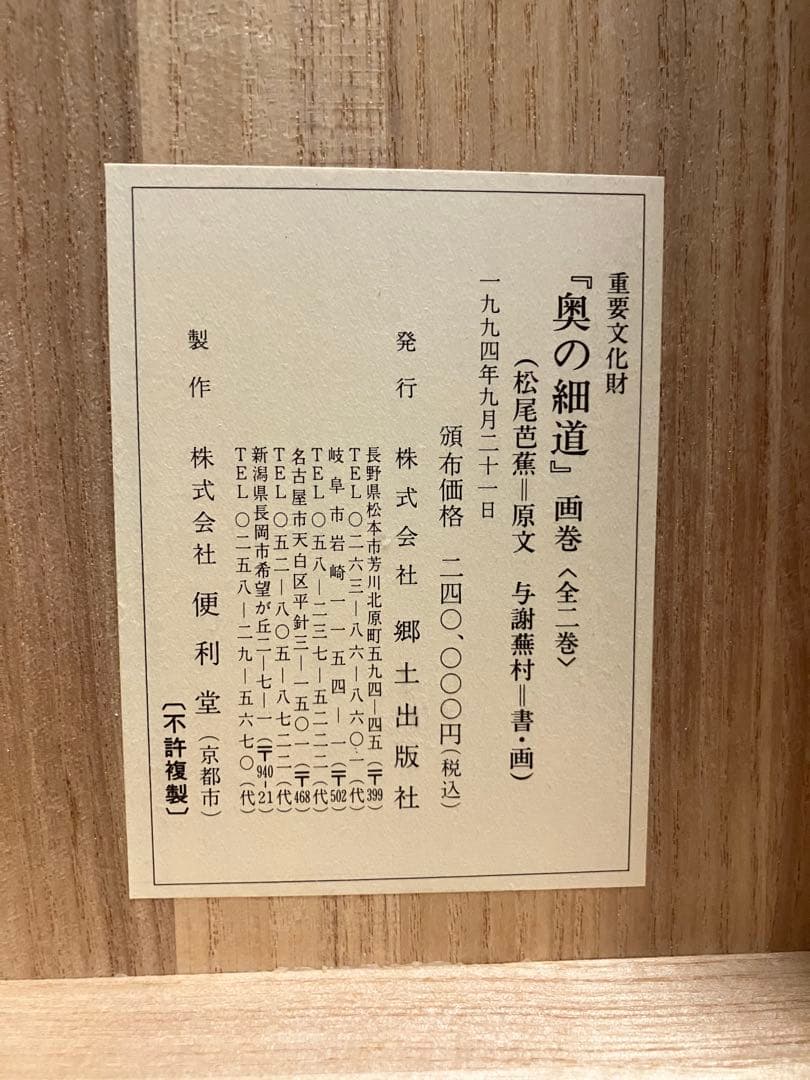 重要文化財
『奥の細道』画巻〈全二巻〉
（松尾芭蕉＝原文　与謝蕪村＝書・画）
一九九四年九月二十一日
頒布価格　二四〇、〇〇〇円（税込）
発行　株式会社　郷土出版社
長野県松本市芳川北原町五九四―四五（〒399）
ＴＥＬ〇二六三―八六―八六〇一（代）
岐阜市岩崎一一五四―一（〒502）
ＴＥＬ〇五八―二三七―五二二二（代）
名古屋市天白区平針三―一五〇一（〒468）
ＴＥＬ〇五二―八〇五―八七二二（代）
新潟県長岡市希望が丘二―七―一（〒940-21）
ＴＥＬ〇二五八―二九―五六七〇（代）
製作　株式会社　便利堂（京都市）
〔不許複製〕